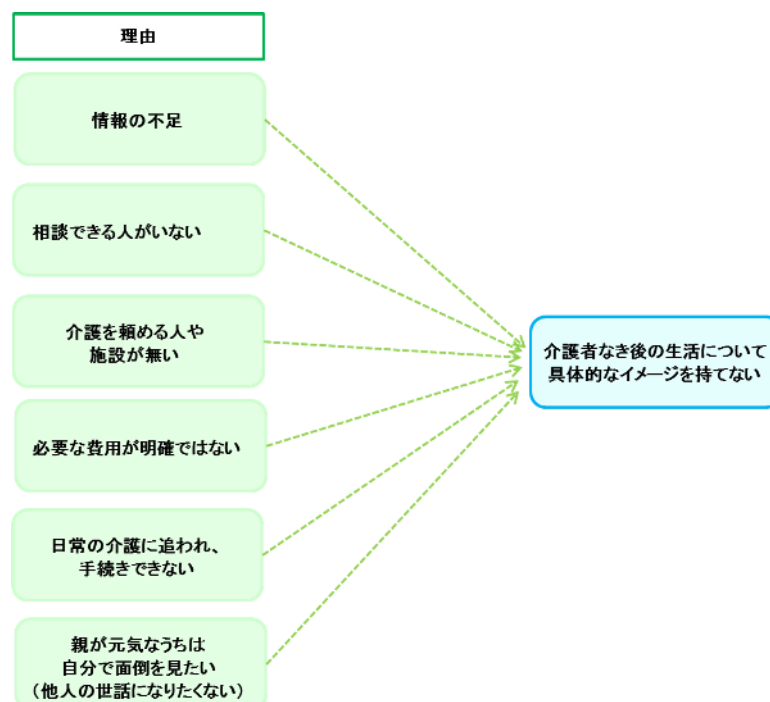 理由
情報の不足
相談できる人がいない
介護を頼める人や
施設が無い
必要な費用が明確ではない
日常の介護に追われ、
手続きできない
親が元気なうちは
自分で面倒を見たい
（他人の世話になりたくない）
介護者なき後の生活について
具体的なイメージを持てない